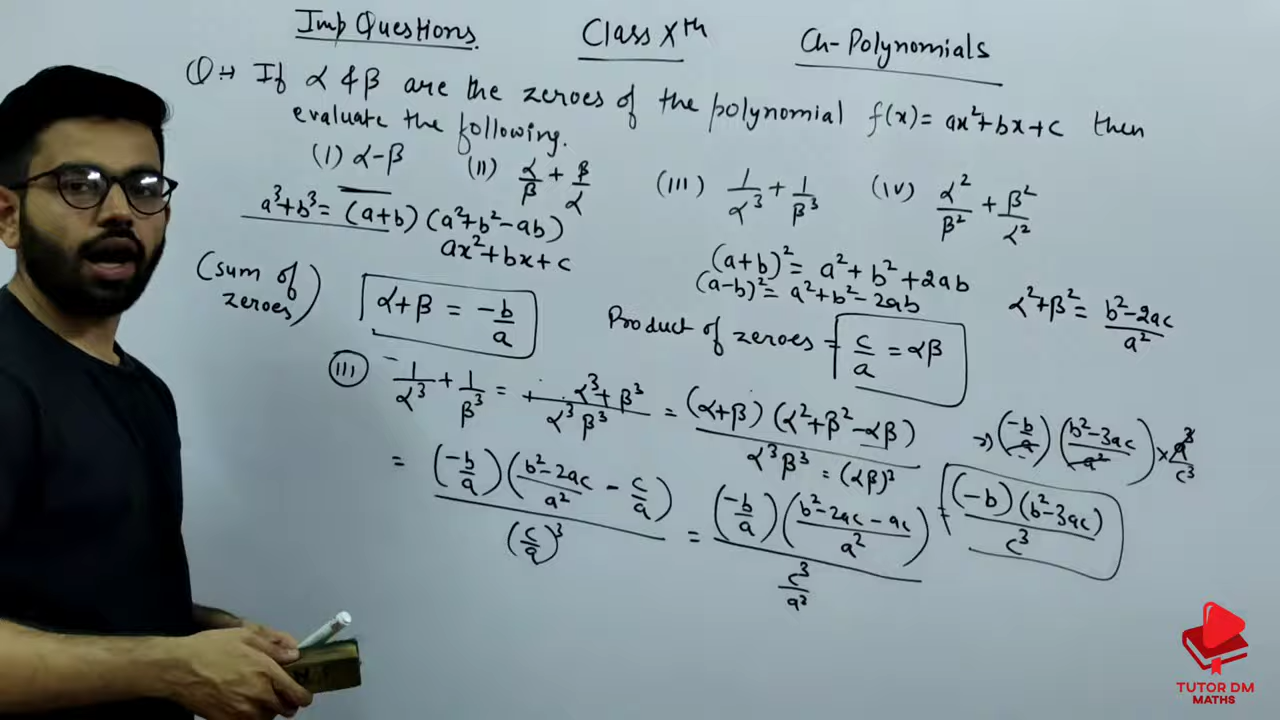 Imp Questions. Class Xth Ch-Polynomials
Q→ If α & β are the zeroes of the polynomial f(x) = ax²+bx+c then
evaluate the following.
(I) α-β (II) α/β + β/α (III) 1/α³ + 1/β³ (IV) α²/β² + β²/α²
a³+b³ = (a+b) (a²+b²-ab)
ax²+bx+c
(a+b)² = a²+b²+2ab
(a-b)² = a²+b²-2ab
α²+β² = (b²-2ac)/a²
(sum of zeroes) α+β = -b/a
Product of zeroes = c/a = αβ
(III) 1/α³ + 1/β³ = (α³+β³)/(α³β³) = (α+β)(α²+β²-αβ)/(α³β³ = (αβ)³) → (-b/a)((b²-3ac)/a²) × a³/c³
= (-b/a)((b²-2ac)/a² - c/a)/(c/a)³ = (-b/a)((b²-2ac-ac)/a²)/(c³/a²) = (-b)(b²-3ac)/c³
TUTOR DM
MATHS